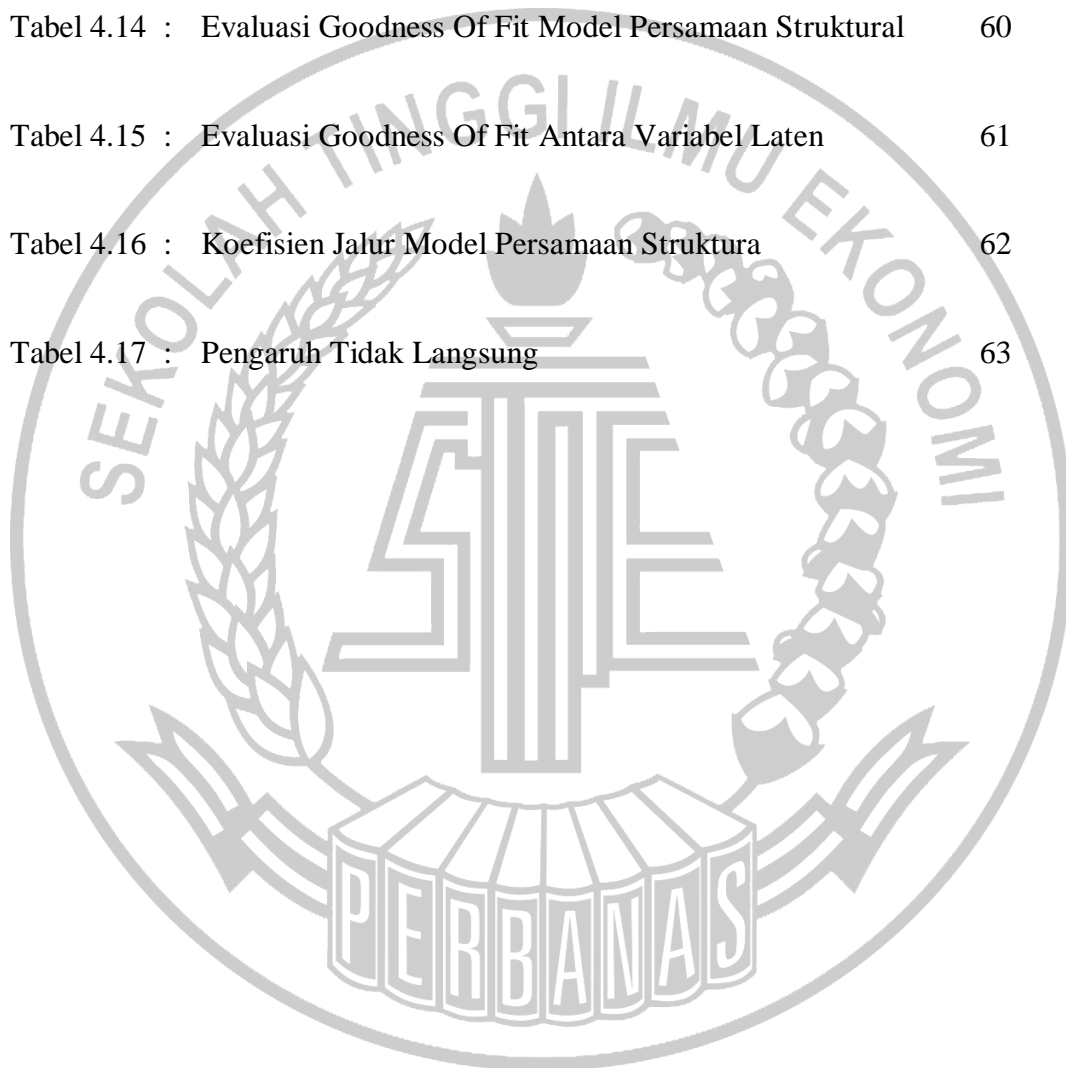 Tabel 4.14 : Evaluasi Goodness Of Fit Model Persamaan Struktural 60
Tabel 4.15 : Evaluasi Goodness Of Fit Antara Variabel Laten 61
Tabel 4.16 : Koefisien Jalur Model Persamaan Struktura 62
Tabel 4.17 : Pengaruh Tidak Langsung 63
SEKOLAH TINGGI ILMU EKONOMI
STIE
PERBANAS